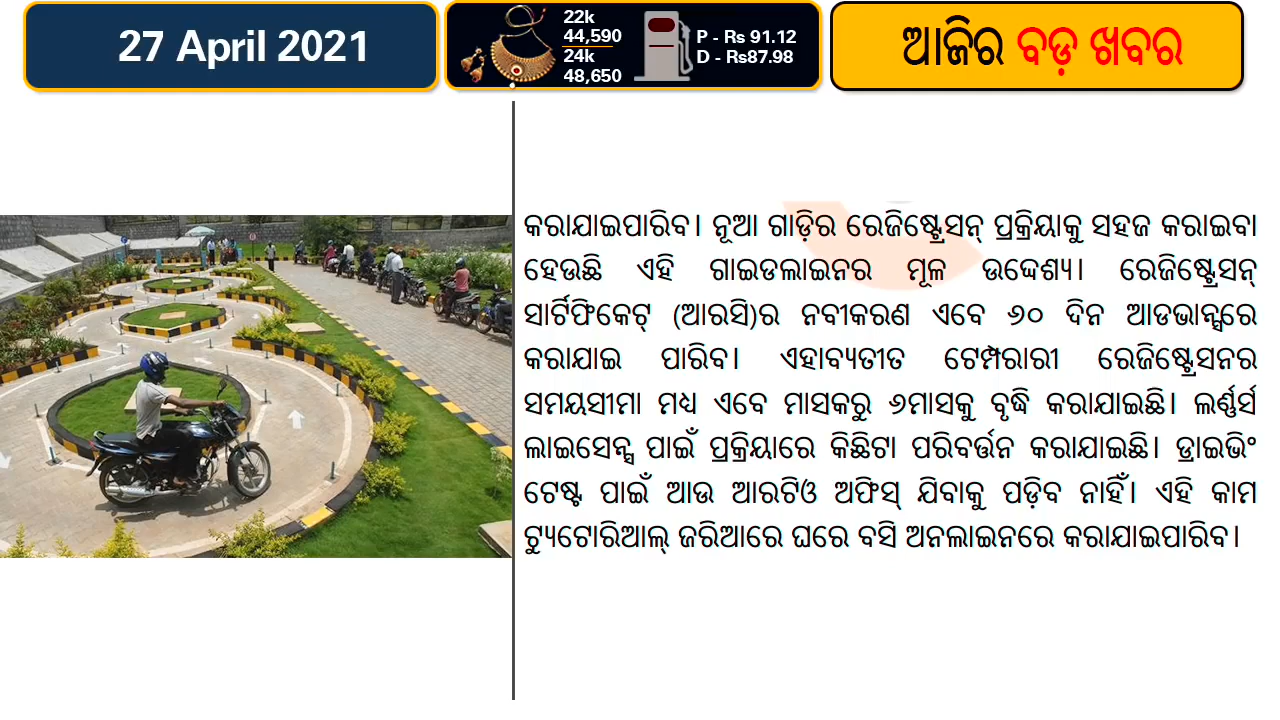 27 April 2021
22k
44,590
24k
48,650
P - Rs 91.12
D - Rs87.98
ଆଜିର ବଡ଼ ଖବର
କରାଯାଇପାରିବ। ନୂଆ ଗାଡ଼ିର ରେଜିଷ୍ଟ୍ରେସନ୍ ପ୍ରକ୍ରିୟାକୁ ସହଜ କରାଇବା
ହେଉଛି ଏହି ଗାଇଡଲାଇନର ମୂଳ ଉଦ୍ଦେଶ୍ୟ। ରେଜିଷ୍ଟ୍ରେସନ୍
ସାର୍ଟିଫିକେଟ୍ (ଆରସି)ର ନବୀକରଣ ଏବେ ୬୦ ଦିନ ଆଡଭାନ୍ସରେ
କରାଯାଇ ପାରିବ। ଏହାବ୍ୟତୀତ ଟେମ୍ପରାରୀ ରେଜିଷ୍ଟ୍ରେସନର
ସମୟସୀମା ମଧ୍ୟ ଏବେ ମାସକରୁ ୬ମାସକୁ ବୃଦ୍ଧି କରାଯାଇଛି। ଲର୍ଣ୍ଣର୍ସ
ଲାଇସେନ୍ସ ପାଇଁ ପ୍ରକ୍ରିୟାରେ କିଛିଟା ପରିବର୍ତ୍ତନ କରାଯାଇଛି। ଡ୍ରାଇଭିଂ
ଟେଷ୍ଟ ପାଇଁ ଆଉ ଆରଟିଓ ଅଫିସ୍ ଯିବାକୁ ପଡ଼ିବ ନାହିଁ। ଏହି କାମ
ଟ୍ୟୁଟୋରିଆଲ୍ ଜରିଆରେ ଘରେ ବସି ଅନଲାଇନରେ କରାଯାଇପାରିବ।